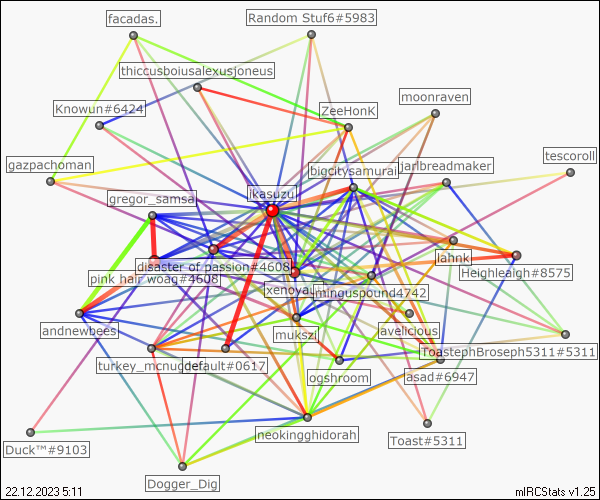 facadas.
Random Stuf6#5983
thiccusboiusalexusjoneus
moonraven
Knowun#6424
ZeeHonK
tescoroll
gazpachoman
bigcitysamurai
jarlbreadmaker
gregor_samsa
ikasuzu
lahnk
disaster of passion#4608
Heighleaigh#8575
pink hair woag#4608
xenoyau
minguspound4742
andnewbees
mukszi
avelicious
ToastephBroseph5311#5311
turkey_mcnugget
default#0617
ogshroom
asad#6947
neokingghidorah
Toast#5311
Duck™#9103
Dogger_Dig
22.12.2023 5:11
mIRCStats v1.25